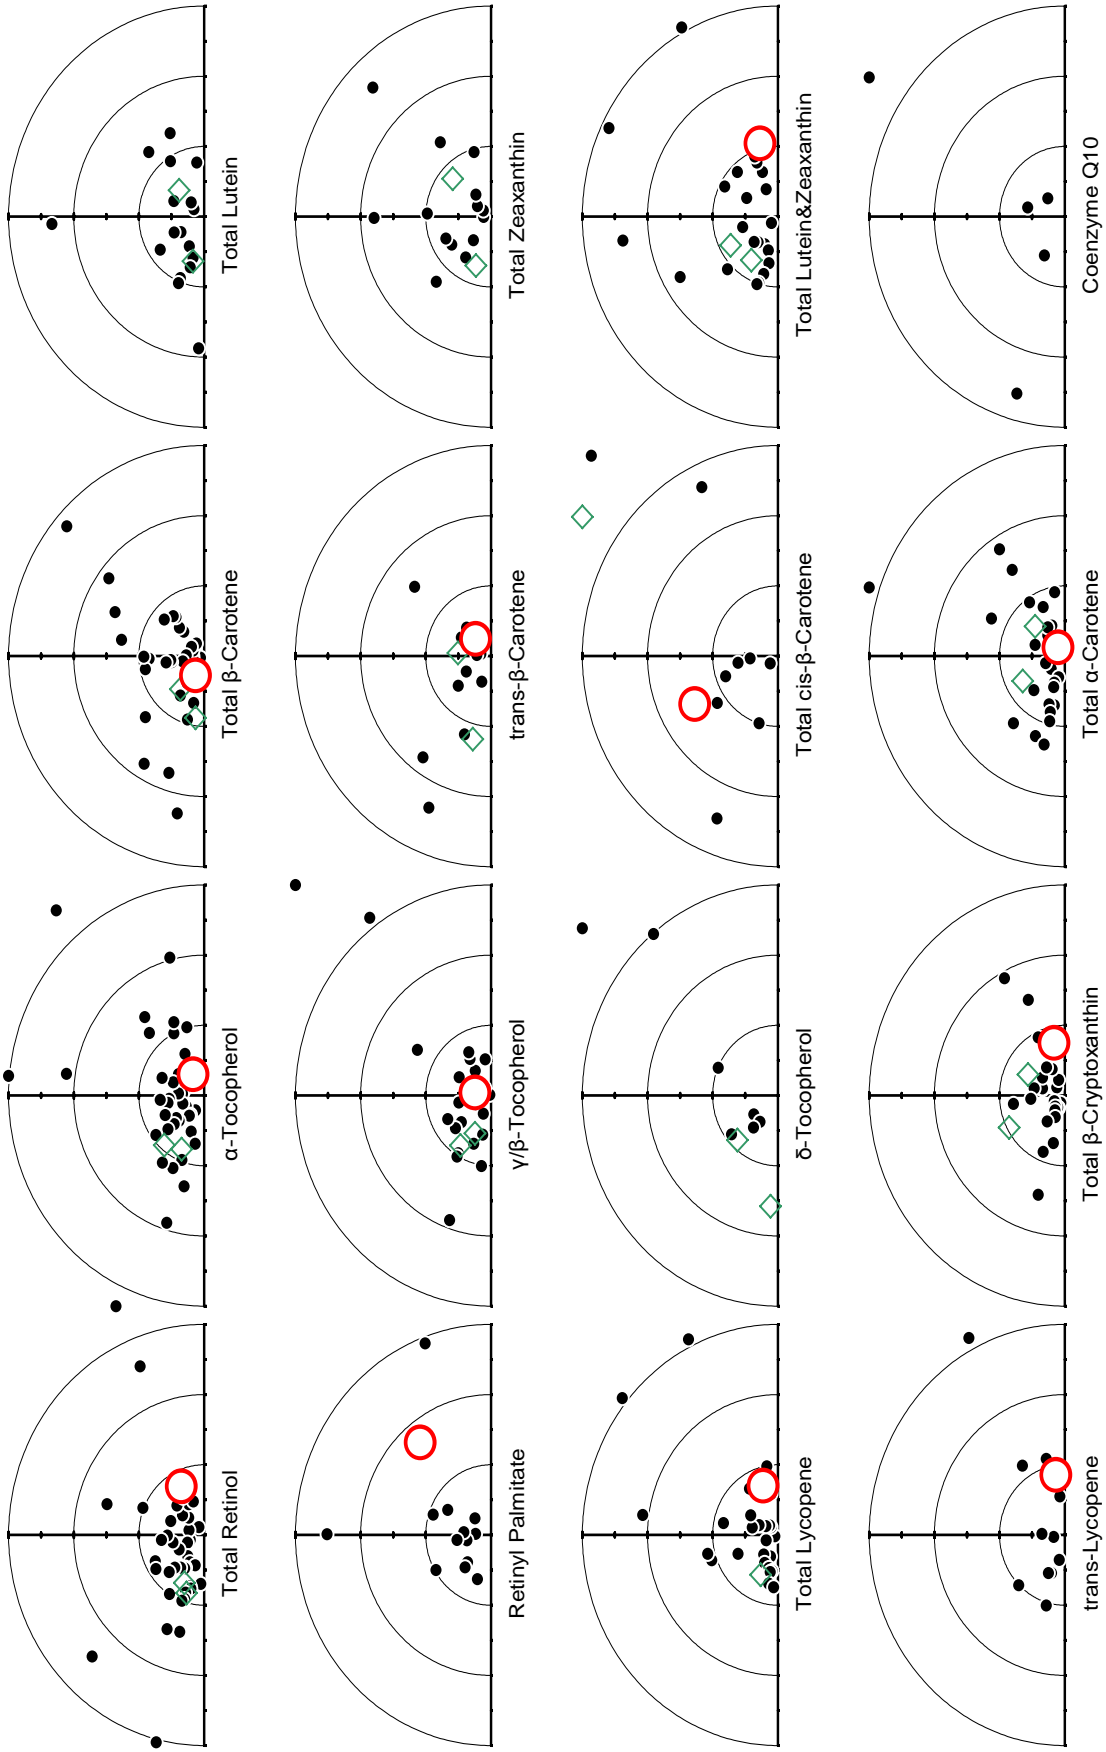 Total Retinol
α-Tocopherol
Total β-Carotene
Total Lutein
Retinyl Palmitate
γ/β-Tocopherol
trans-β-Carotene
Total Zeaxanthin
Total Lycopene
δ-Tocopherol
Total cis-β-Carotene
Total Lutein&Zeaxanthin
trans-Lycopene
Total β-Cryptoxanthin
Total α-Carotene
Coenzyme Q10